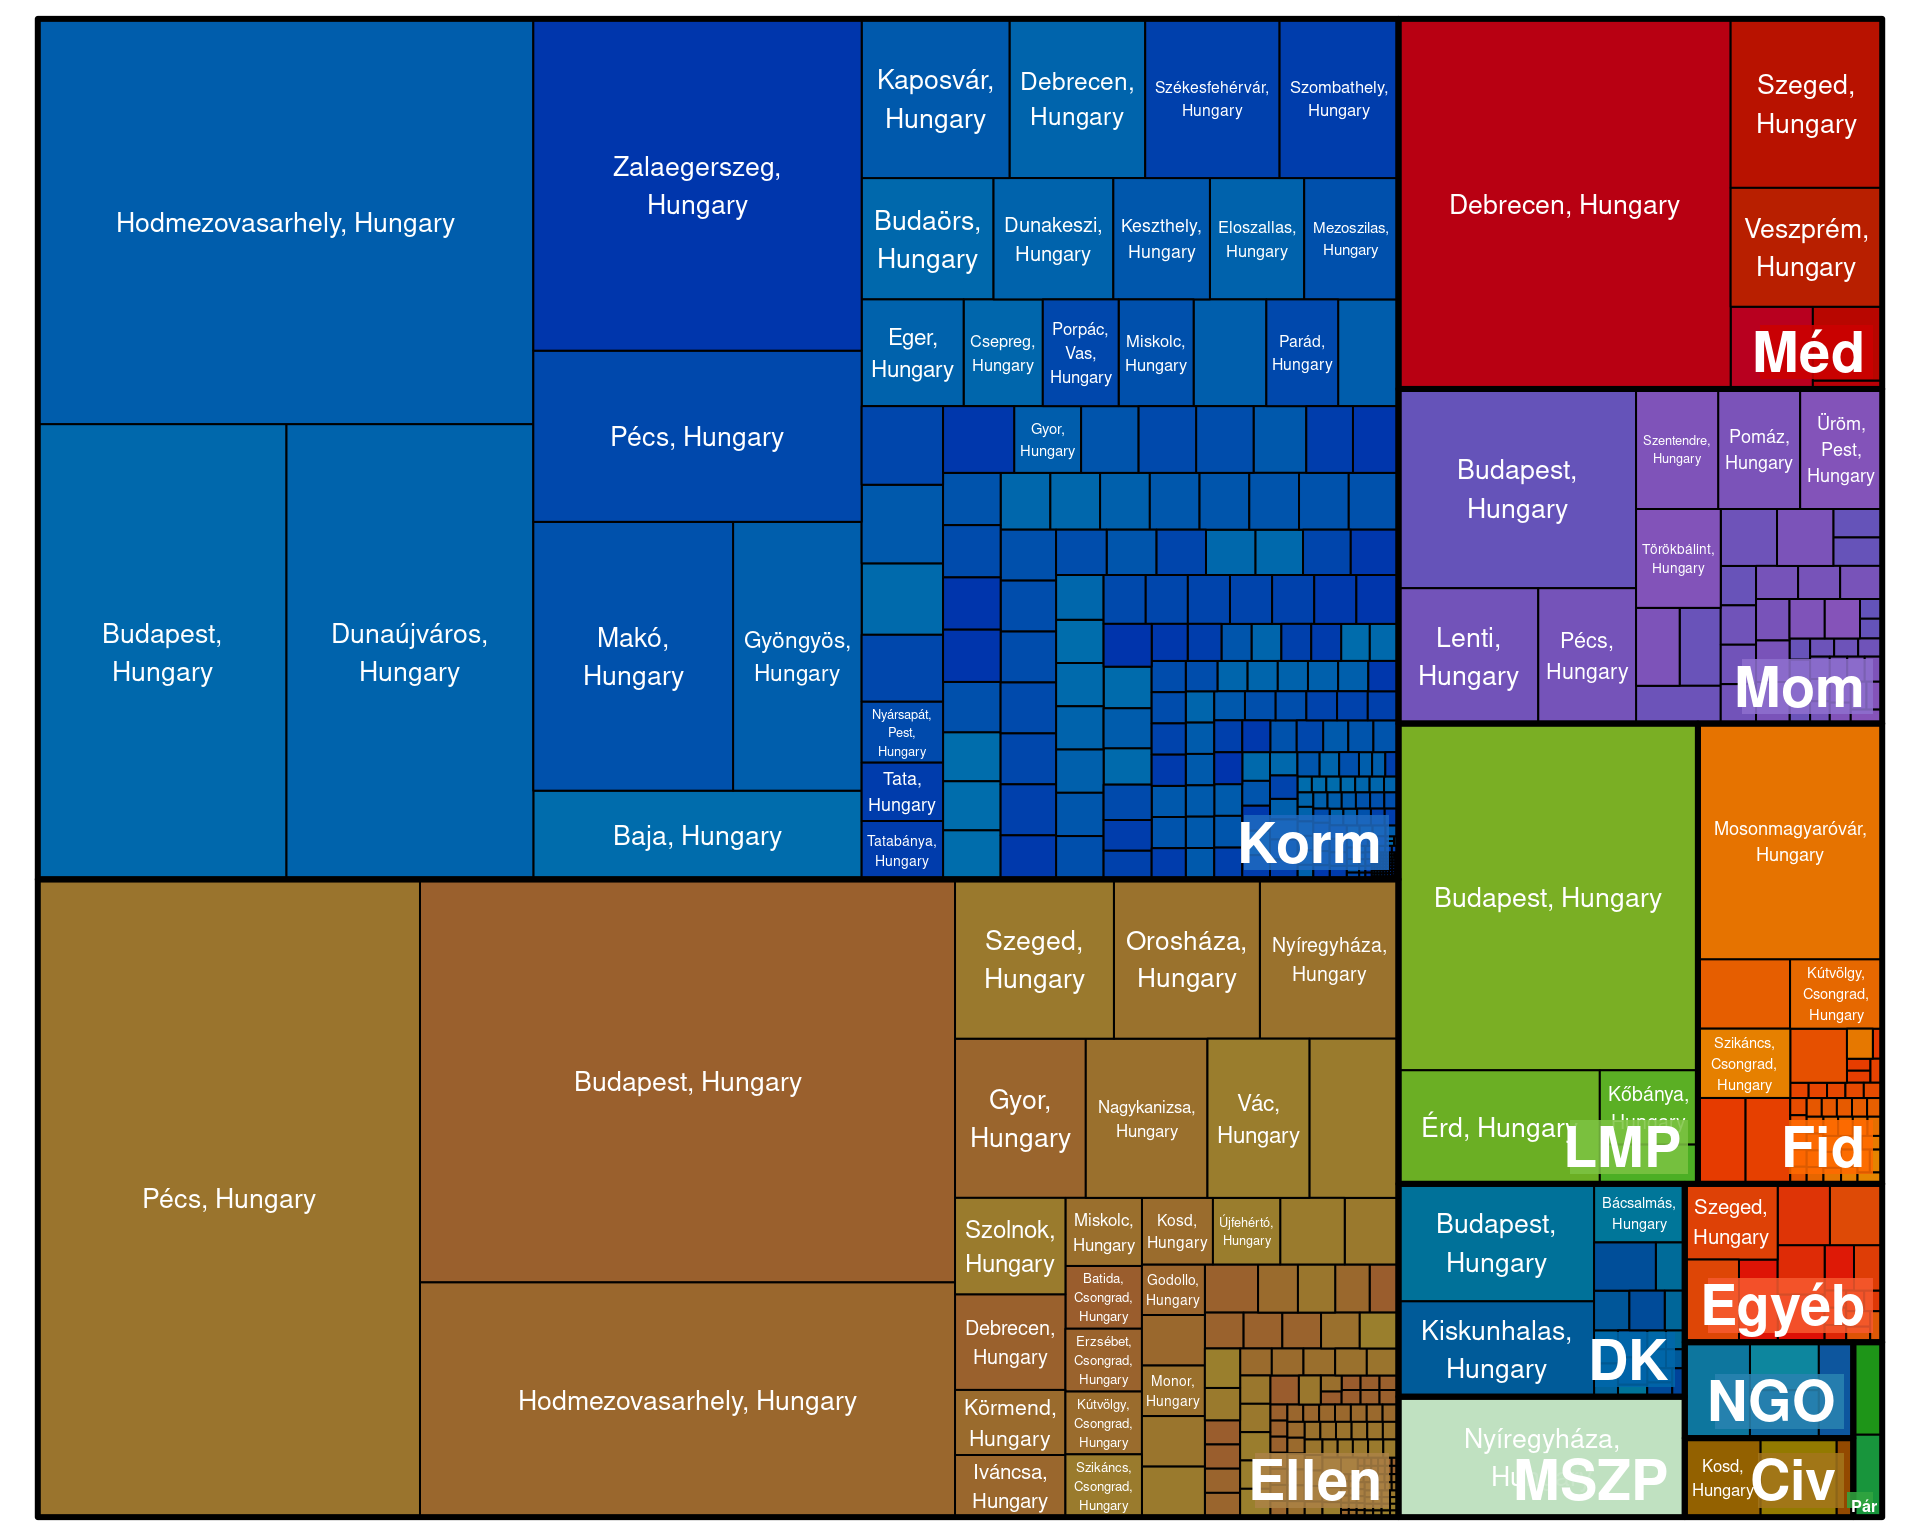 Hodmezovasarhely, Hungary
Budapest,
Hungary
Dunaújváros,
Hungary
Zalaegerszeg,
Hungary
Pécs, Hungary
Makó,
Hungary
Gyöngyös,
Hungary
Baja, Hungary
Kaposvár,
Hungary
Debrecen,
Hungary
Székesfehérvár,
Hungary
Szombathely,
Hungary
Budaörs,
Hungary
Dunakeszi,
Hungary
Keszthely,
Hungary
Eloszallas,
Hungary
Mezoszilas,
Hungary
Eger,
Hungary
Csepreg,
Hungary
Porpác,
Vas,
Hungary
Miskolc,
Hungary
Parád,
Hungary
Gyor,
Hungary
Nyársapát,
Pest,
Hungary
Tata,
Hungary
Tatabánya,
Hungary
Korm
Pécs, Hungary
Budapest, Hungary
Hodmezovasarhely, Hungary
Szeged,
Hungary
Orosháza,
Hungary
Nyíregyháza,
Hungary
Gyor,
Hungary
Nagykanizsa,
Hungary
Vác,
Hungary
Szolnok,
Hungary
Miskolc,
Hungary
Kosd,
Hungary
Újfehértó,
Hungary
Batida,
Csongrad,
Hungary
Godollo,
Hungary
Debrecen,
Hungary
Erzsébet,
Csongrad,
Hungary
Monor,
Hungary
Körmend,
Hungary
Kútvölgy,
Csongrad,
Hungary
Iváncsa,
Hungary
Szikáncs,
Csongrad,
Hungary
Ellen
Debrecen, Hungary
Szeged,
Hungary
Veszprém,
Hungary
Méd
Budapest,
Hungary
Szentendre,
Hungary
Pomáz,
Hungary
Üröm,
Pest,
Hungary
Törökbálint,
Hungary
Lenti,
Hungary
Pécs,
Hungary
Mom
Budapest, Hungary
Érd, Hungary
Kőbánya,
Hungary
LMP
Mosonmagyaróvár,
Hungary
Kútvölgy,
Csongrad,
Hungary
Szikáncs,
Csongrad,
Hungary
Fid
Budapest,
Hungary
Bácsalmás,
Hungary
Kiskunhalas,
Hungary
DK
Szeged,
Hungary
Egyéb
NGO
Nyíregyháza,
MSZP
Kosd,
Hungary
Civ
Pár